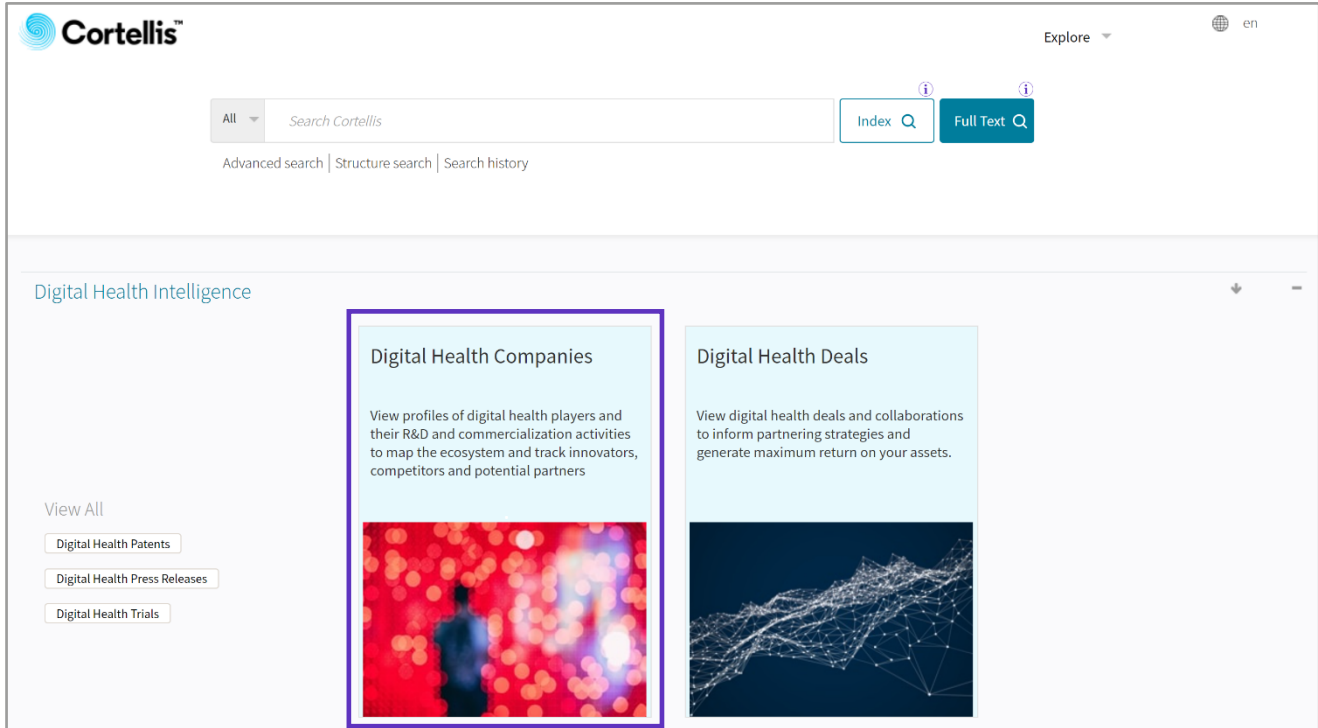 Cortellis™
Explore
en
All
Search Cortellis
Index
i
Full Text
i
Advanced search | Structure search | Search history
Digital Health Intelligence
View All
Digital Health Patents
Digital Health Press Releases
Digital Health Trials
Digital Health Companies
View profiles of digital health players and
their R&D and commercialization activities
to map the ecosystem and track innovators,
competitors and potential partners
Digital Health Deals
View digital health deals and collaborations
to inform partnering strategies and
generate maximum return on your assets.